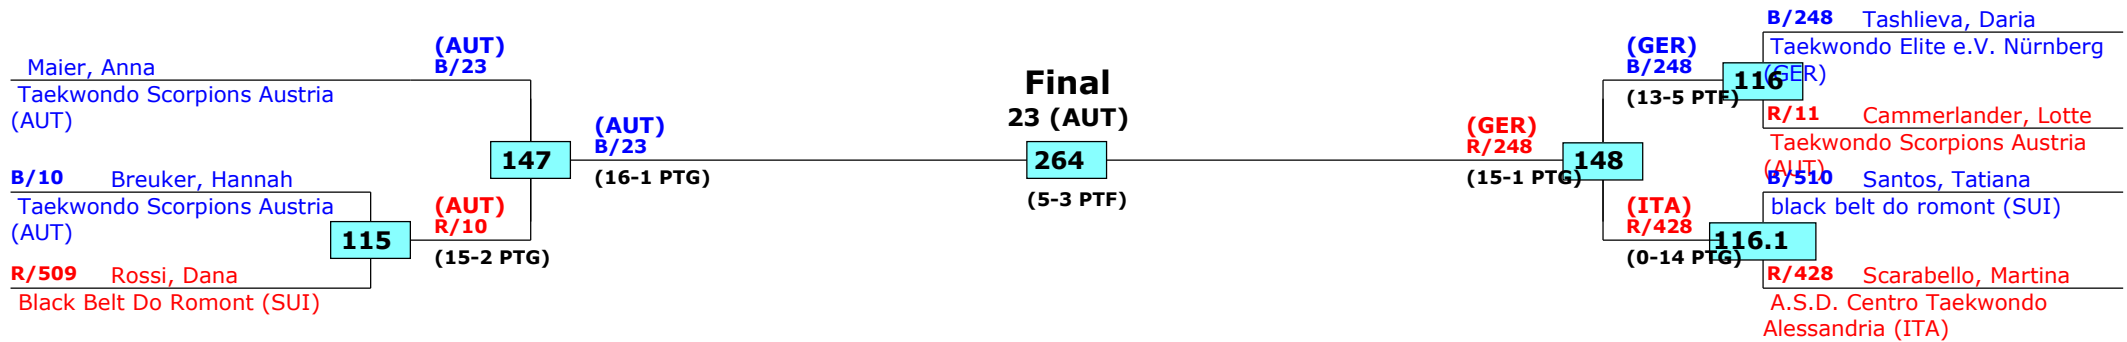 Maier, Anna
Taekwondo Scorpions Austria
(AUT)
B/10 Breuker, Hannah
Taekwondo Scorpions Austria
(AUT)
R/509 Rossi, Dana
Black Belt Do Romont (SUI)
115
(AUT)
B/23
(AUT)
R/10
(15-2 PTG)
147
(AUT)
B/23
(16-1 PTG)
Final
23 (AUT)
264
(5-3 PTF)
(GER)
R/248
(15-1 PTG)
148
(GER)
B/248
(13-5 PTF)
(ITA)
R/428
(0-14 PTG)
116
116.1
B/248 Tashlieva, Daria
Taekwondo Elite e.V. Nürnberg
(GER)
R/11 Cammerlander, Lotte
Taekwondo Scorpions Austria
(AUT)
B/510 Santos, Tatiana
black belt do romont (SUI)
R/428 Scarabello, Martina
A.S.D. Centro Taekwondo
Alessandria (ITA)